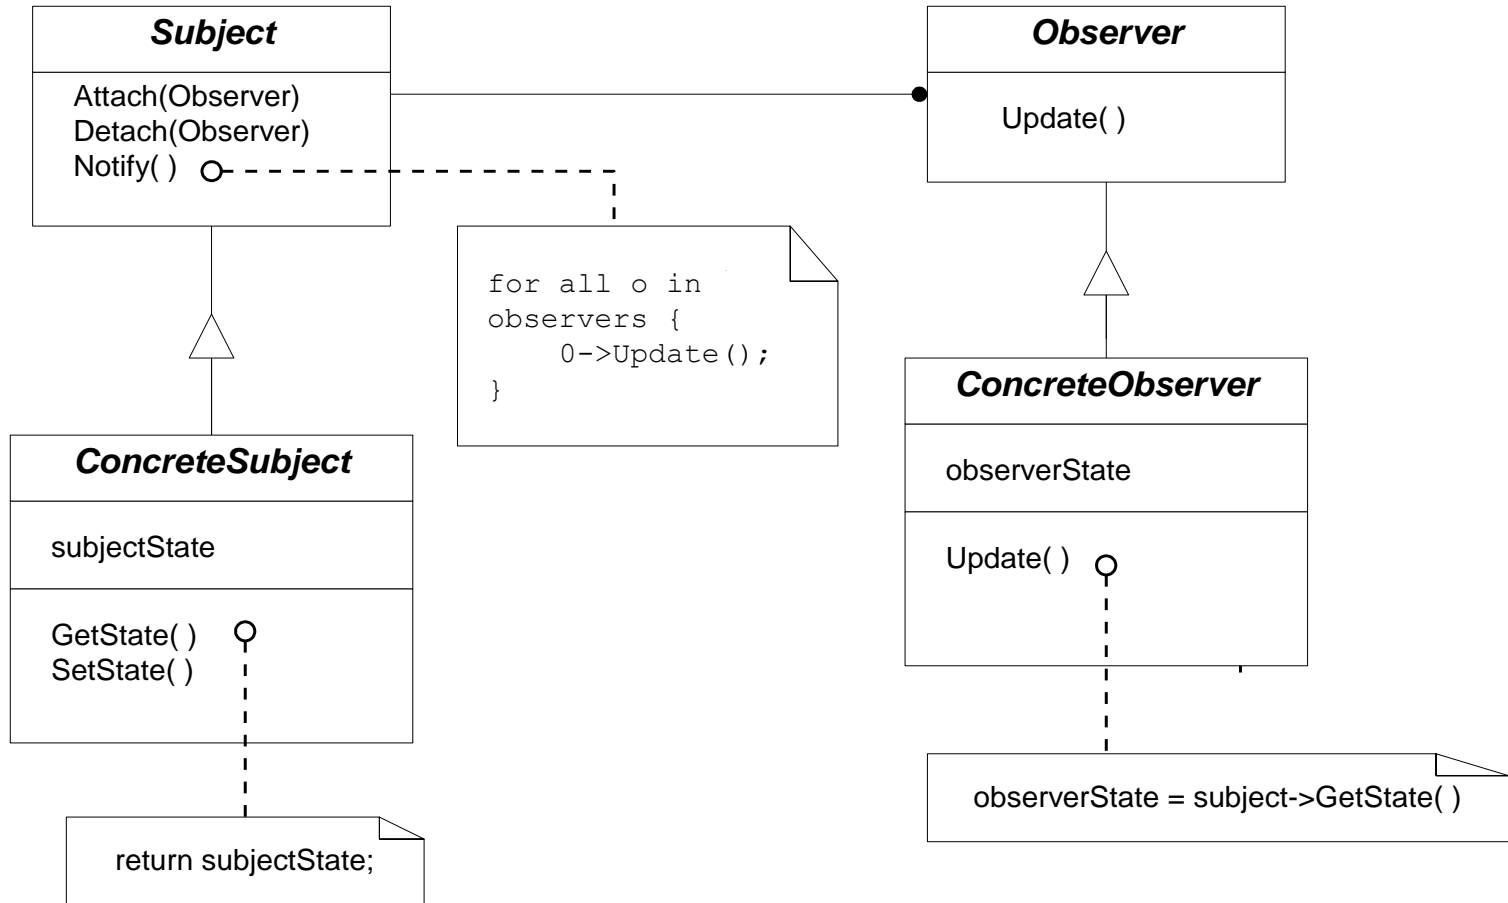 Subject
Attach(Observer)
Detach(Observer)
Notify( )
Observer
Update( )
for all o in
observers {
0->Update();
}
ConcreteSubject
subjectState
GetState( )
SetState( )
return subjectState;
ConcreteObserver
observerState
Update( )
observerState = subject->GetState( )